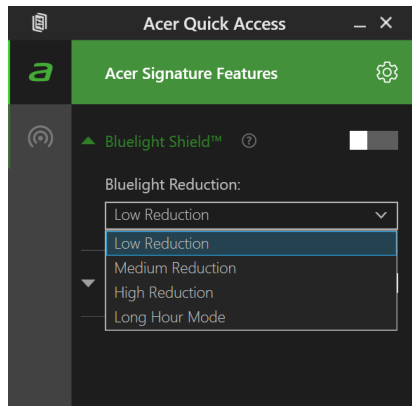 Acer Quick Access
Acer Signature Features
Bluelight Shield™ ?
Bluelight Reduction:
Low Reduction
Low Reduction
Medium Reduction
High Reduction
Long Hour Mode